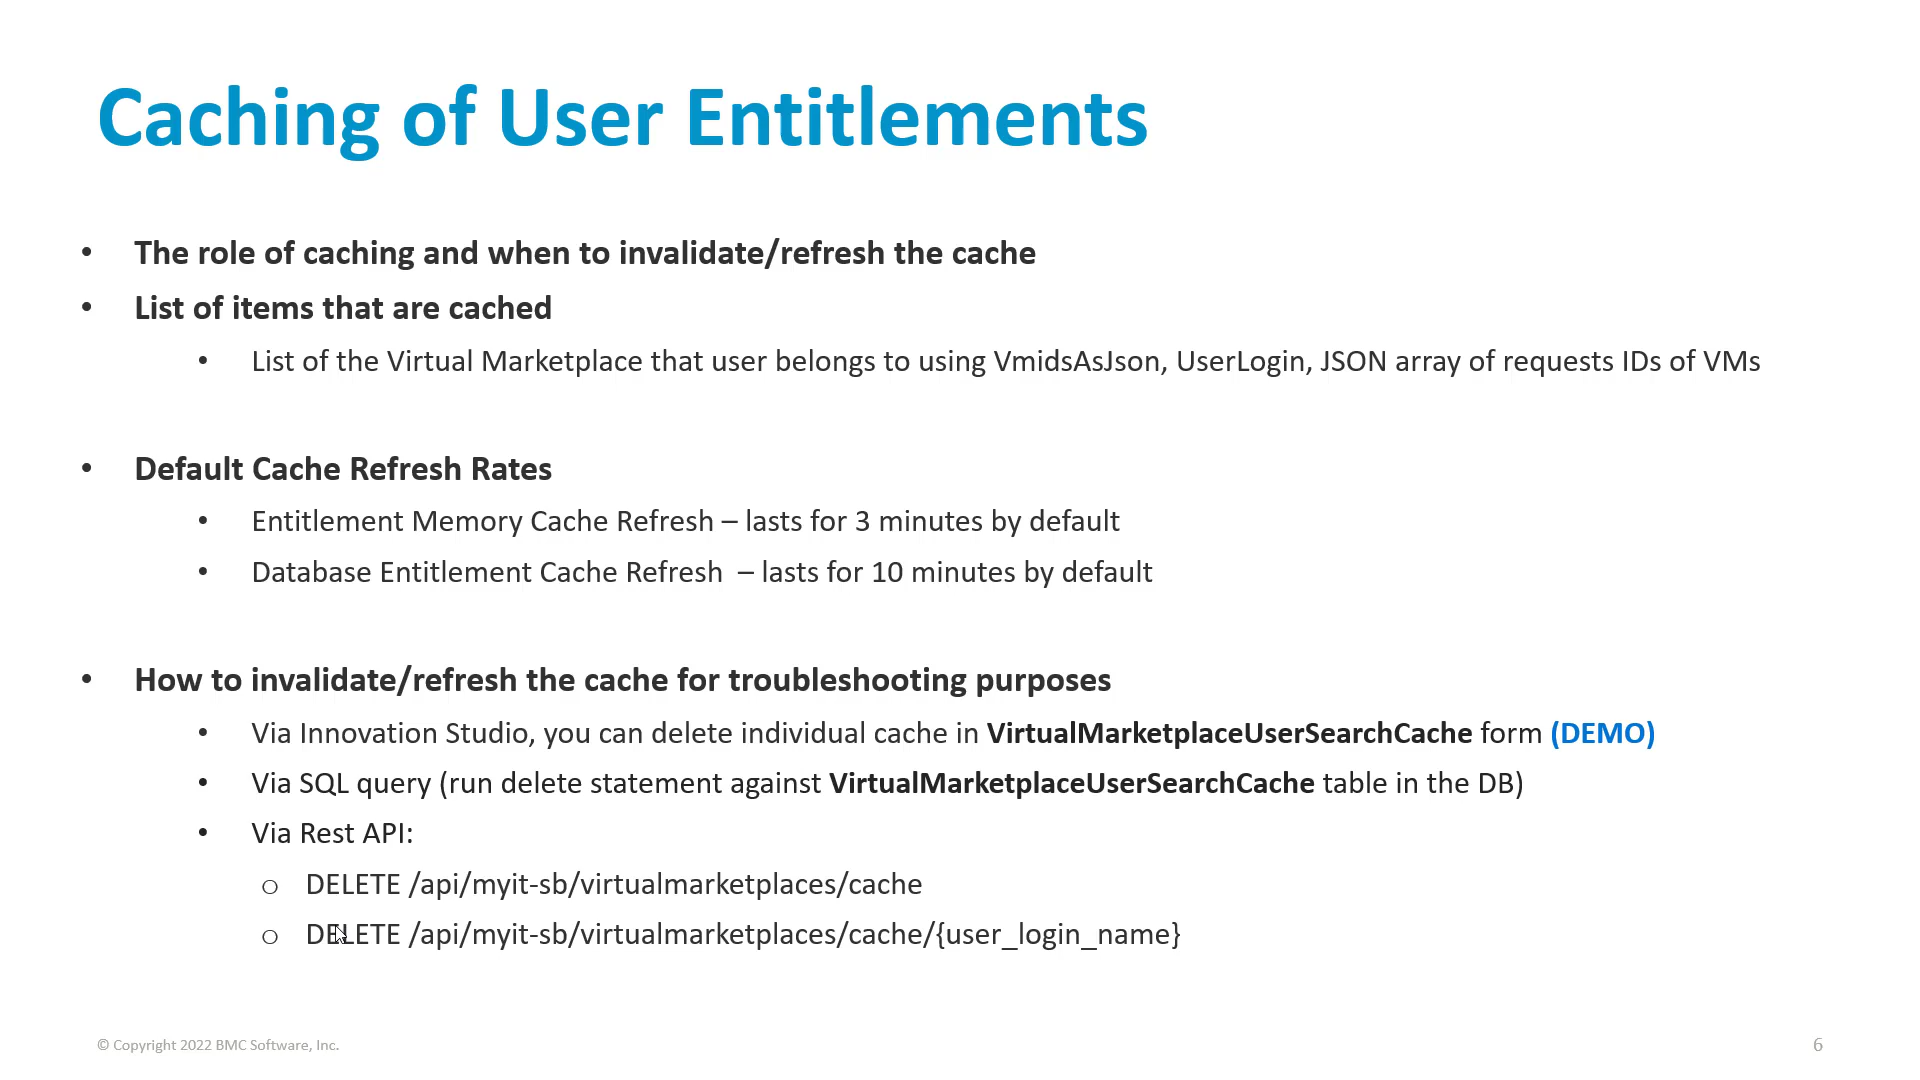 Caching of User Entitlements
• The role of caching and when to invalidate/refresh the cache
• List of items that are cached
• List of the Virtual Marketplace that user belongs to using VmidsAsJson, UserLogin, JSON array of requests IDs of VMs
• Default Cache Refresh Rates
• Entitlement Memory Cache Refresh – lasts for 3 minutes by default
• Database Entitlement Cache Refresh – lasts for 10 minutes by default
• How to invalidate/refresh the cache for troubleshooting purposes
• Via Innovation Studio, you can delete individual cache in VirtualMarketplaceUserSearchCache form (DEMO)
• Via SQL query (run delete statement against VirtualMarketplaceUserSearchCache table in the DB)
• Via Rest API:
o DELETE /api/myit-sb/virtualmarketplaces/cache
o DELETE /api/myit-sb/virtualmarketplaces/cache/{user_login_name}
© Copyright 2022 BMC Software, Inc.
6